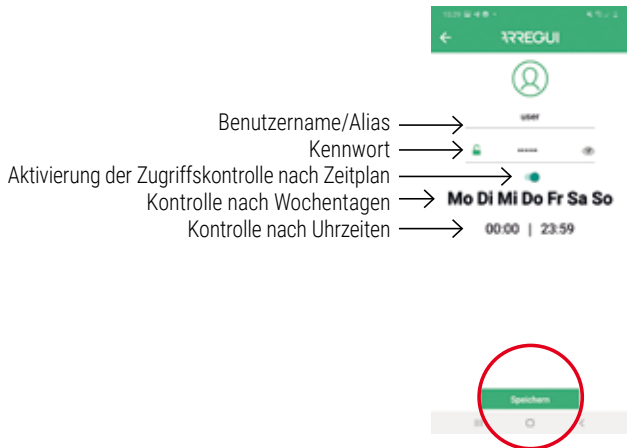 ARREGUI
user
Benutzername/Alias
Kennwort
Aktivierung der Zugriffskontrolle nach Zeitplan
Kontrolle nach Wochentagen
Mo Di Mi Do Fr Sa So
Kontrolle nach Uhrzeiten
00:00 | 23:59
Speichern